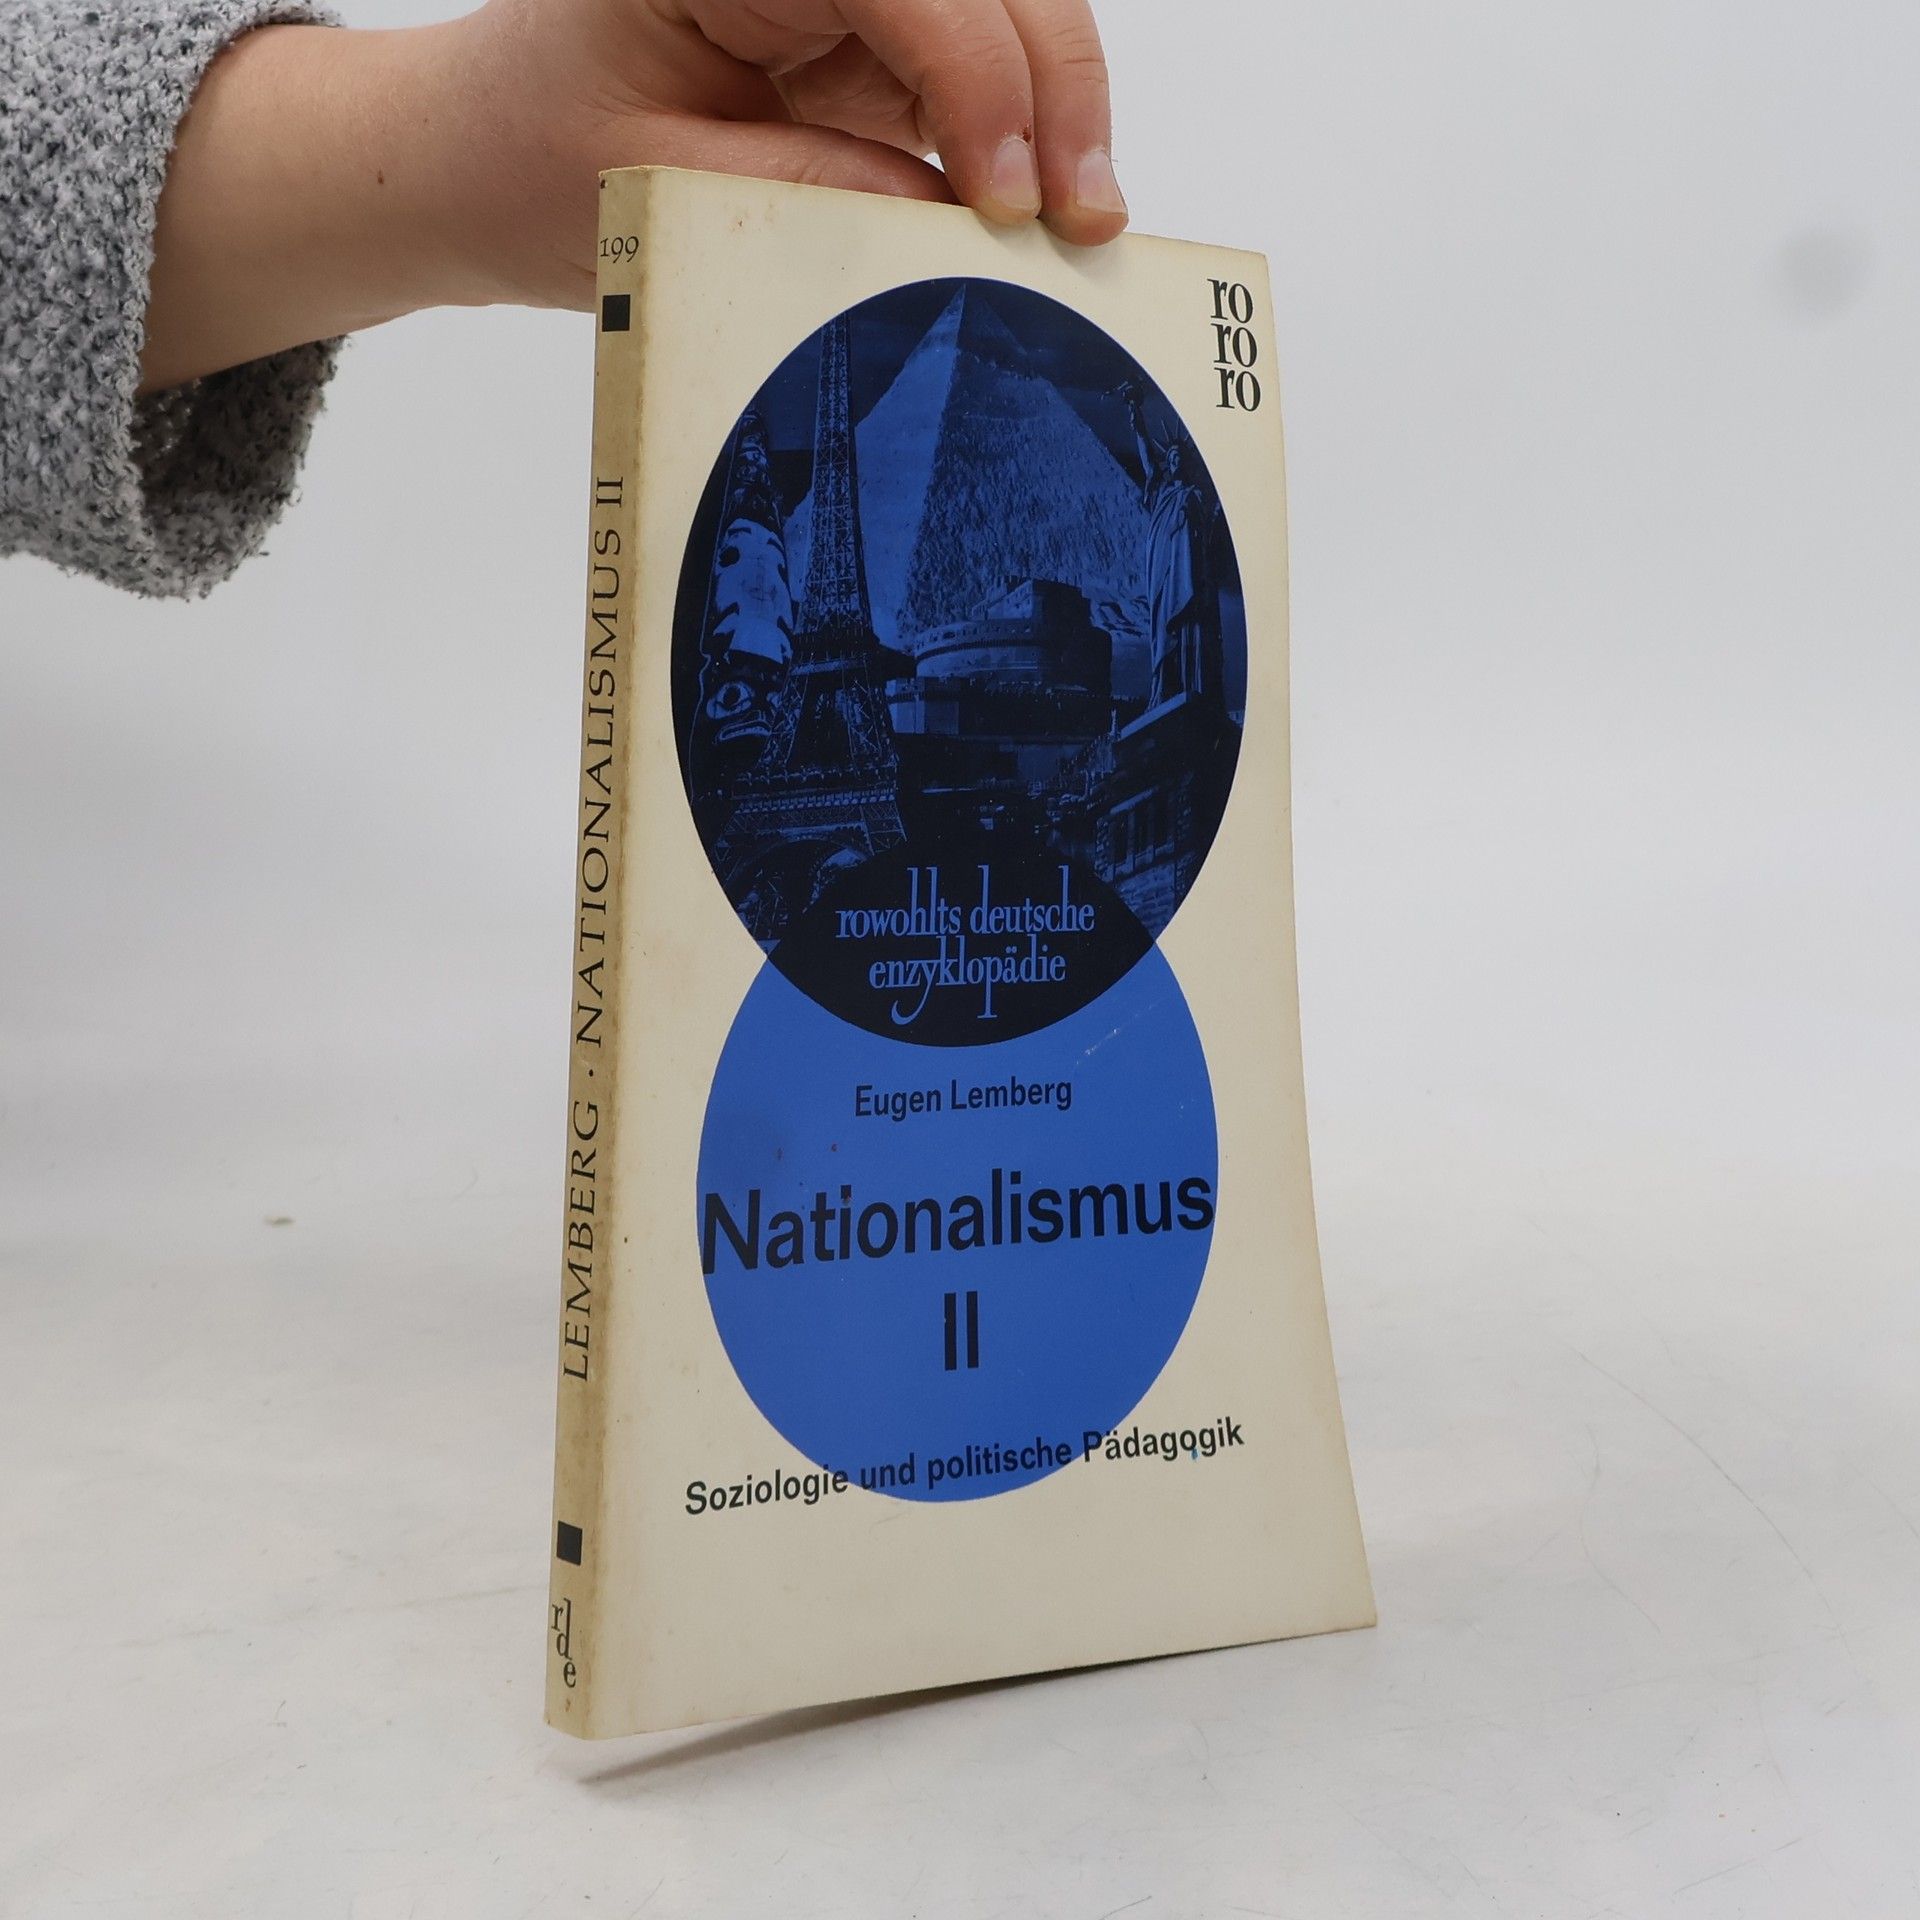 199
LEMBERG · NATIONALISMUS II
rde
ro
ro
ro
rowohlts deutsche
enzyklopädie
Eugen Lemberg
Nationalismus
II
Soziologie und politische Pädagogik